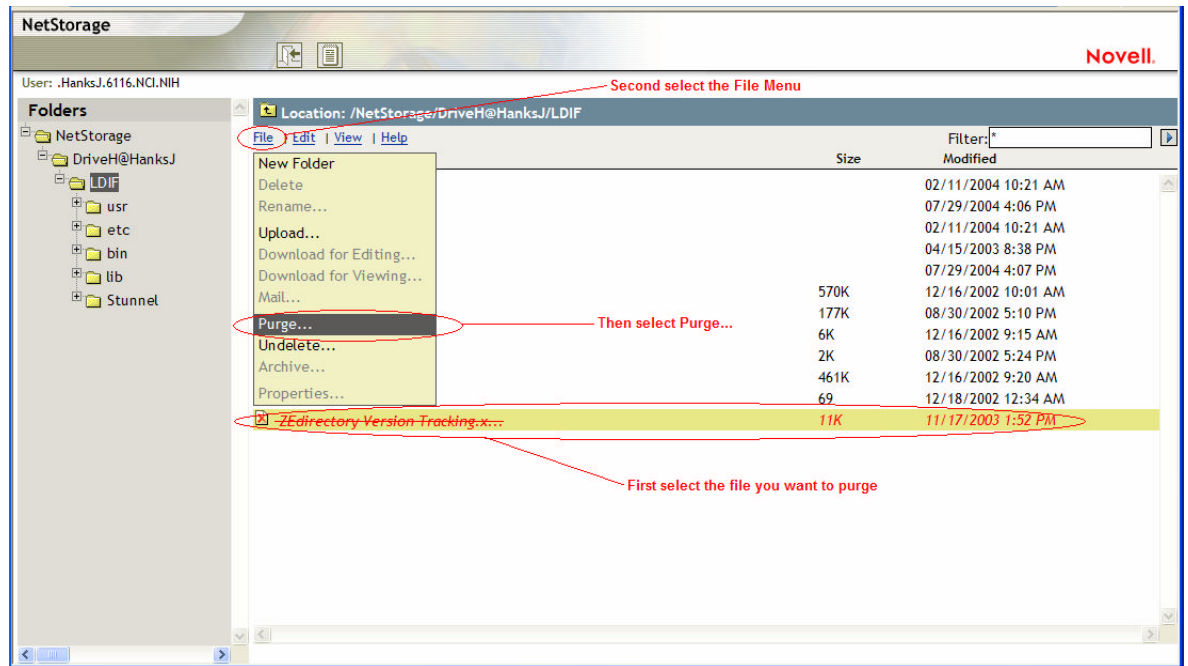 NetStorage
Novell.
User: .HanksJ.6116.NCI.NIH
Second select the File Menu
Folders
Location: /NetStorage/DriveH@HanksJ/LDIF
NetStorage
DriveH@HanksJ
LDIF
usr
etc
bin
lib
Stunnel
File | Edit | View | Help
Filter:*
Size Modified
New Folder
Delete
Rename...
Upload...
Download for Editing...
Download for Viewing...
Mail...
Purge...
Undelete...
Archive...
Properties...
02/11/2004 10:21 AM
07/29/2004 4:06 PM
02/11/2004 10:21 AM
04/15/2003 8:38 PM
07/29/2004 4:07 PM
570K 12/16/2002 10:01 AM
177K 08/30/2002 5:10 PM
6K 12/16/2002 9:15 AM
2K 08/30/2002 5:24 PM
461K 12/16/2002 9:20 AM
69 12/18/2002 12:34 AM
Then select Purge...
ZEdirectory Version Tracking.x... 11K 11/17/2003 1:52 PM
First select the file you want to purge